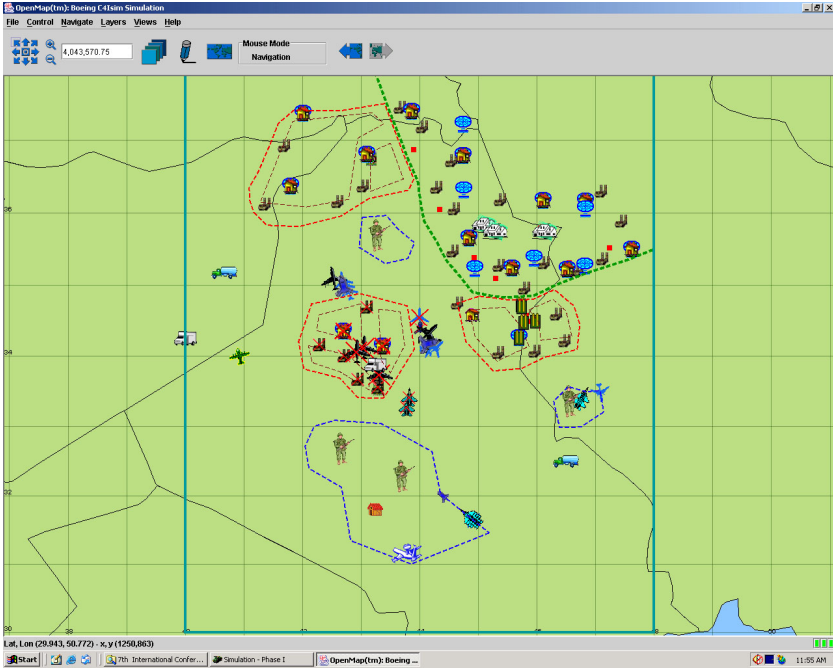 OpenMap(tm): Boeing C4Isim Simulation
File Control Navigate Layers Views Help
4,043,570.75
Mouse Mode
Navigation
36
34
32
30
Lat, Lon (29.943, 50.772) - x, y (1250,863)
Start
7th International Confer...
Simulation - Phase I
OpenMap(tm): Boeing ...
11:55 AM